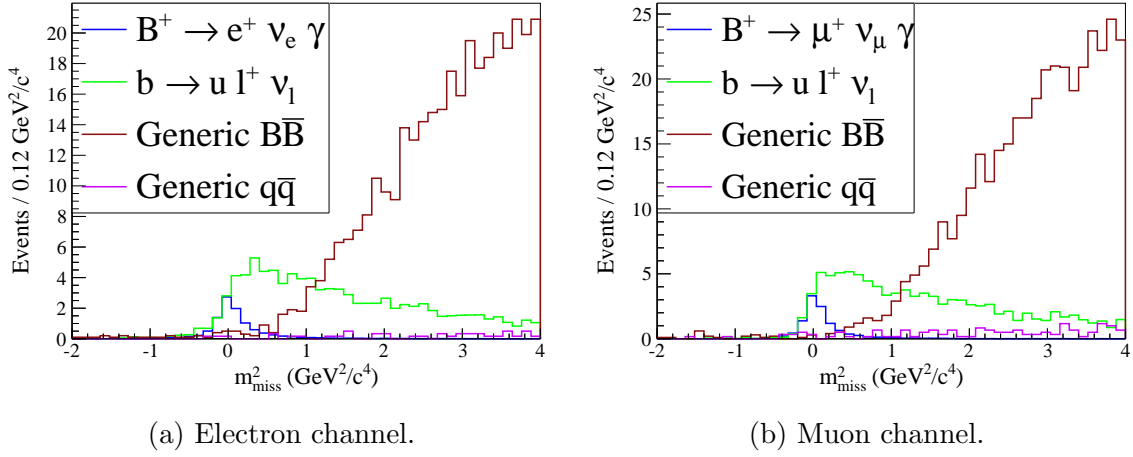 B⁺ → e⁺ νₑ γ
b → u l⁺ νₗ
Generic BB̅
Generic qq̅
Events / 0.12 GeV²/c⁴
20
18
16
14
12
10
8
6
4
2
0
-2 -1 0 1 2 3 4
m²miss (GeV²/c⁴)
(a) Electron channel.
B⁺ → μ⁺ ν_μ γ
b → u l⁺ νₗ
Generic BB̅
Generic qq̅
Events / 0.12 GeV²/c⁴
25
20
15
10
5
0
-2 -1 0 1 2 3 4
m²miss (GeV²/c⁴)
(b) Muon channel.